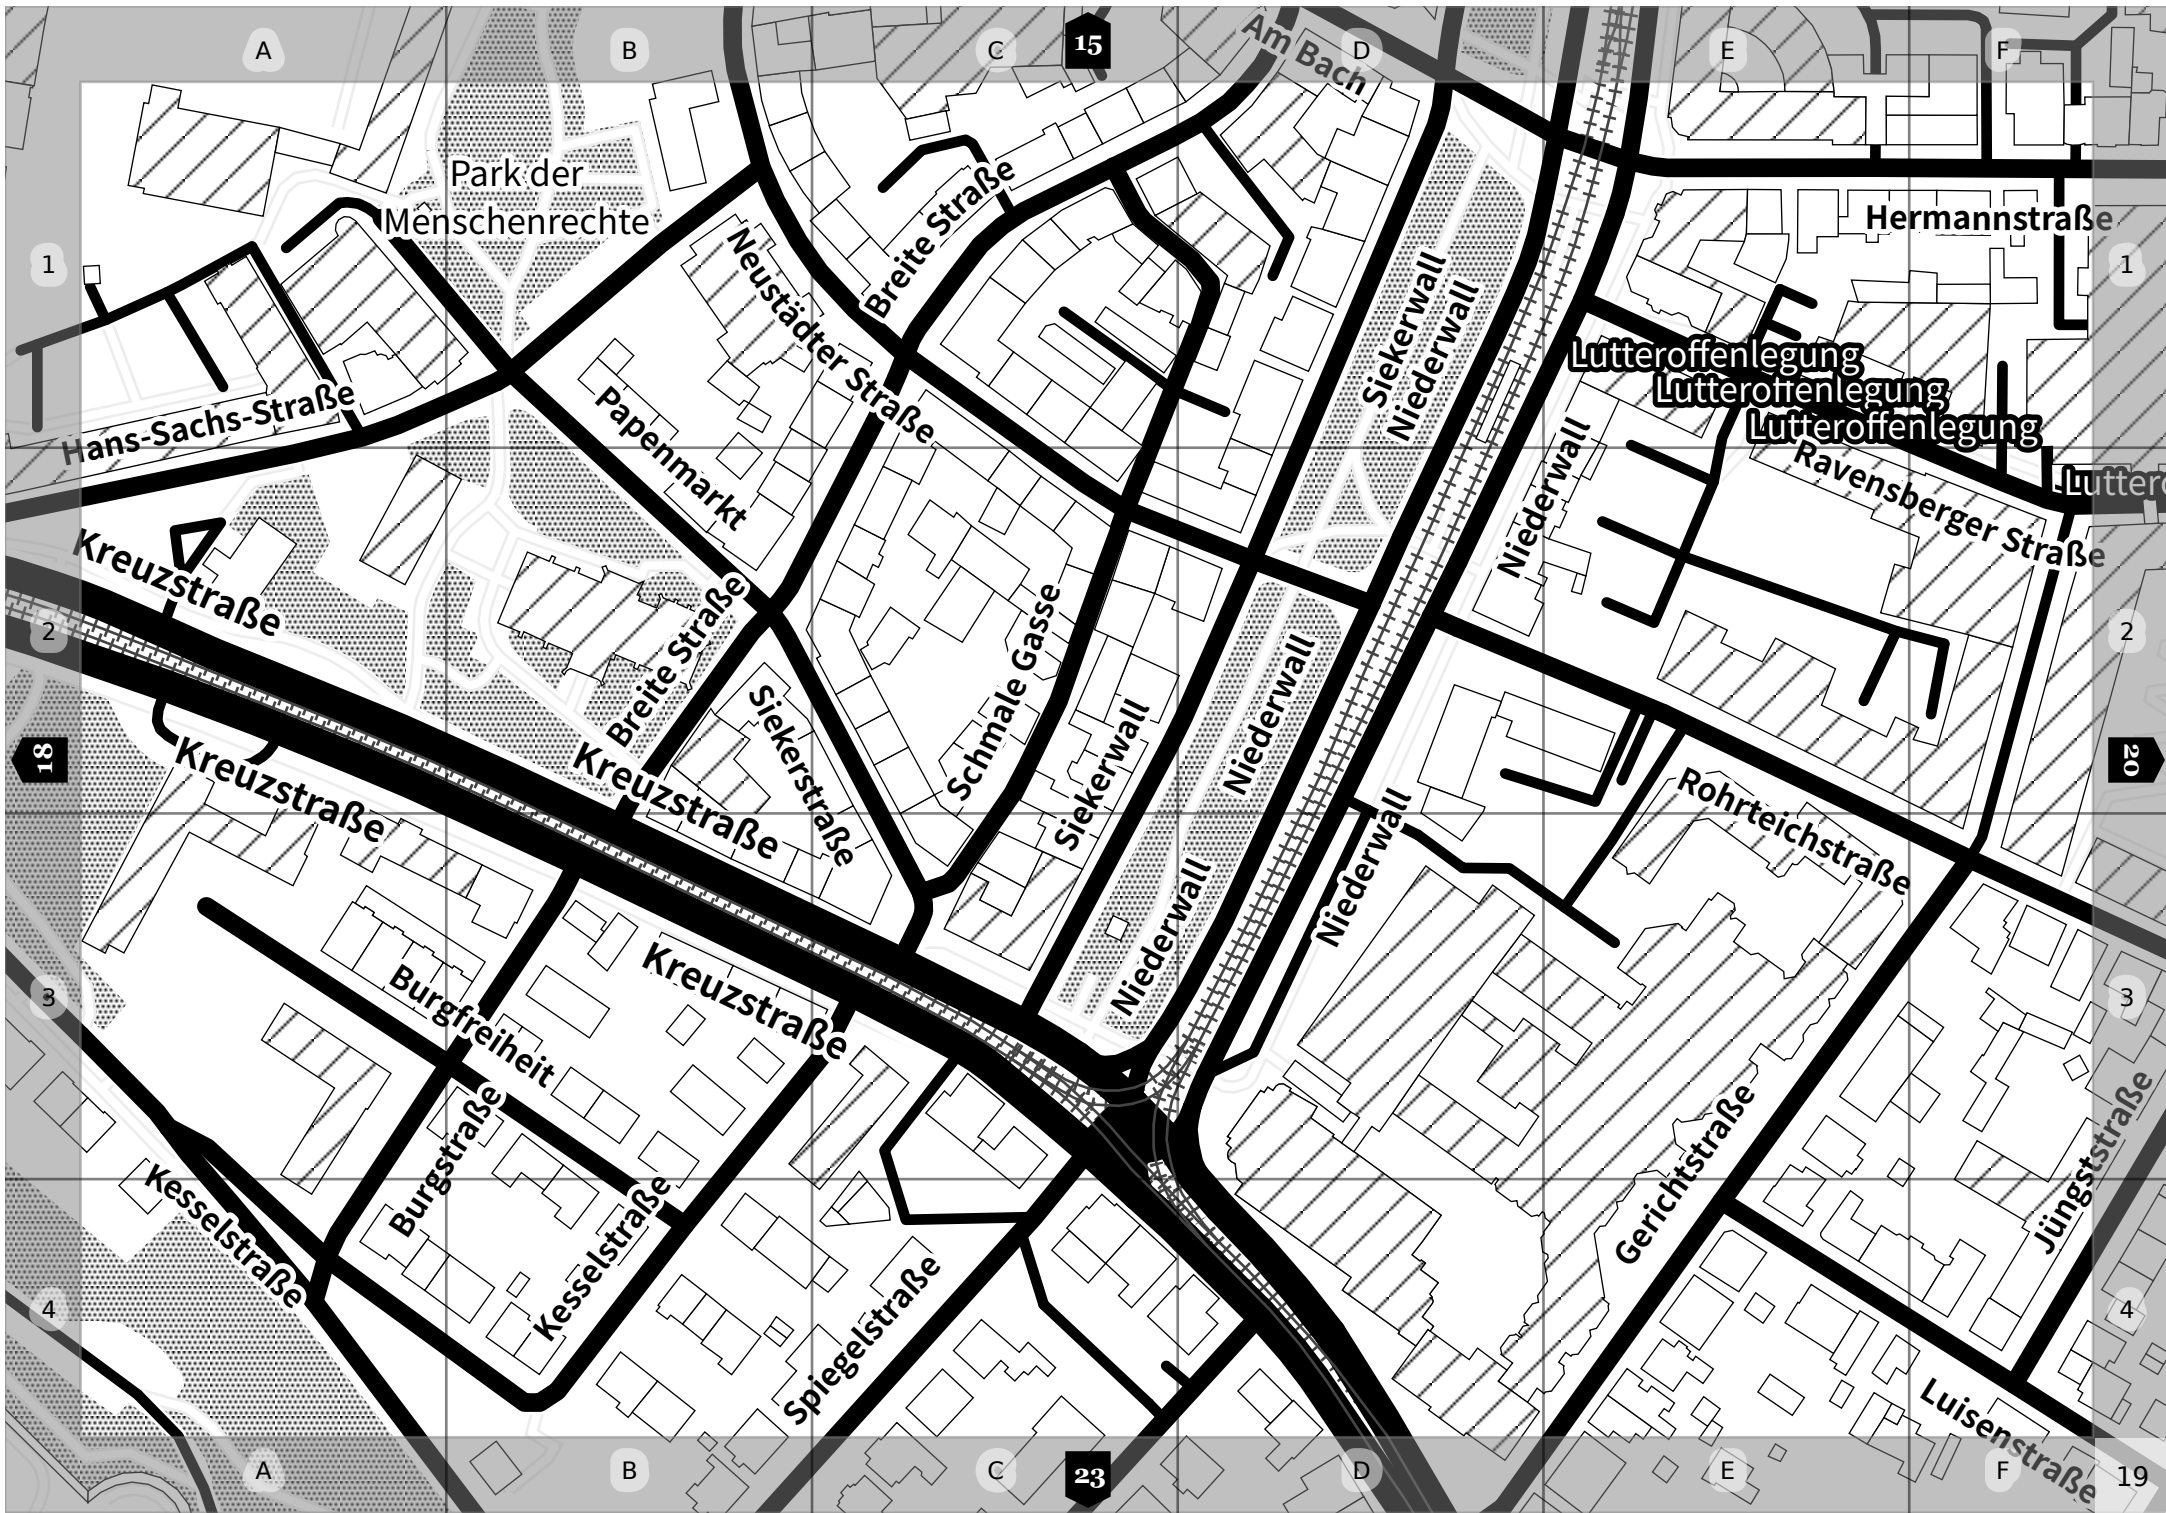 A
B
C
15
D
E
F
Am Bach
Park der
Menschenrechte
Breite Straße
Hermannstraße
1
1
Neustädter Straße
Siekerwall
Niederwall
Lutteroffenlegung
Lutteroffenlegung
Lutteroffenlegung
Hans-Sachs-Straße
Papenmarkt
Niederwall
Ravensberger Straße
Kreuzstraße
2
2
Breite Straße
Schmale Gasse
Niederwall
Siekerstraße
Siekerwall
18
20
Kreuzstraße
Kreuzstraße
Rohrteichstraße
Niederwall
Niederwall
3
3
Burgfreiheit
Kreuzstraße
Burgstraße
Gerichtstraße
Jüngststraße
Kesselstraße
Kesselstraße
Spiegelstraße
4
4
Luisenstraße
A
B
C
23
D
E
F
19